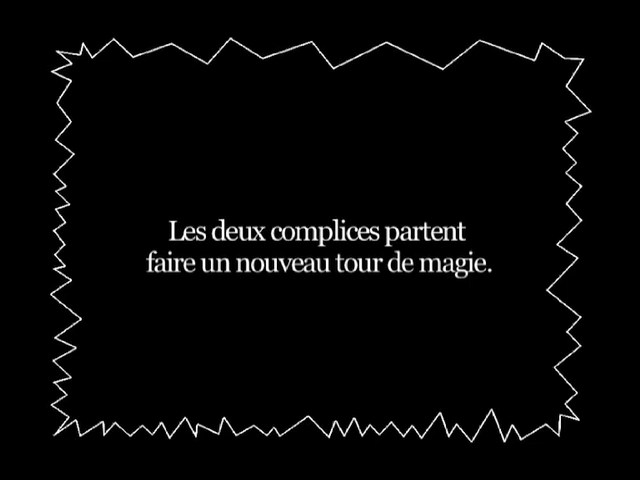 Les deux complices partent
faire un nouveau tour de magie.